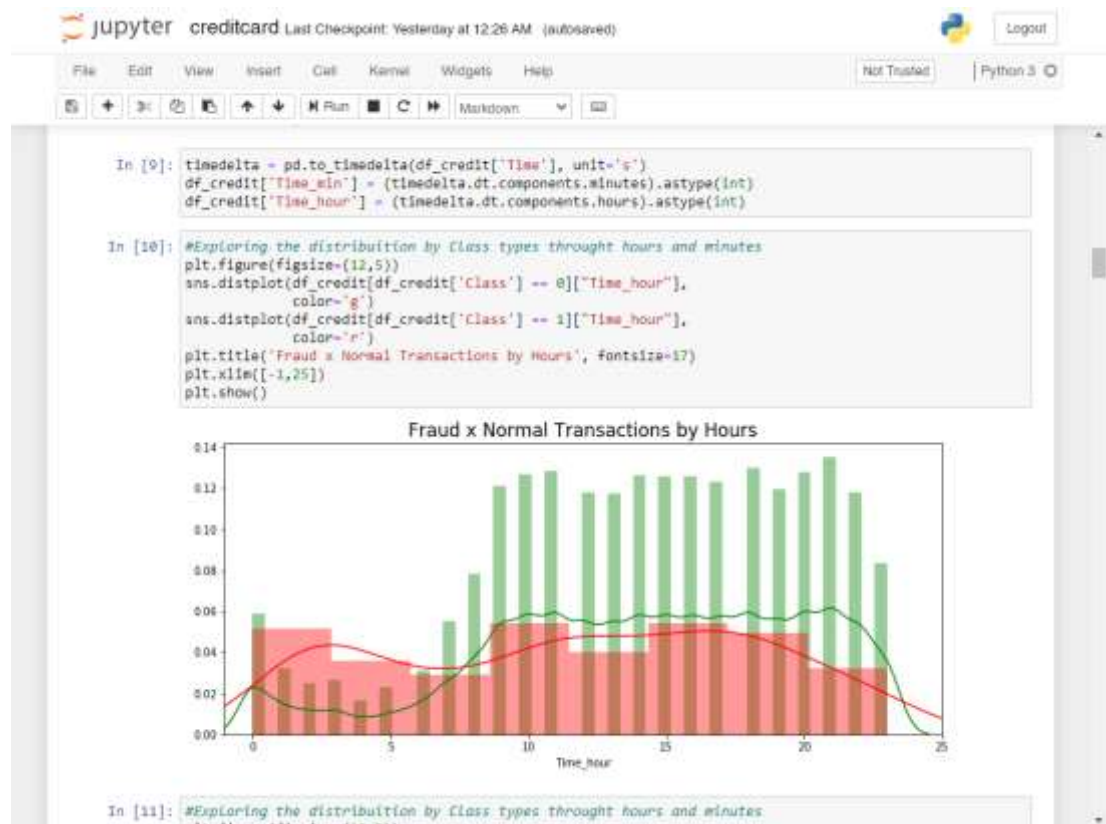 jupyter creditcard Last Checkpoint: Yesterday at 12:26 AM (autosaved)
Logout
File Edit View Insert Cell Kernel Widgets Help
Not Trusted
Python 3
Run
Markdown
In [9]: timedelta = pd.to_timedelta(df_credit['Time'], unit='s')
df_credit['Time_min'] = (timedelta.dt.components.minutes).astype(int)
df_credit['Time_hour'] = (timedelta.dt.components.hours).astype(int)
In [10]: #Exploring the distribuition by Class types throught hours and minutes
plt.figure(figsize=(12,5))
sns.distplot(df_credit[df_credit['Class'] == 0]["Time_hour"],
color='g')
sns.distplot(df_credit[df_credit['Class'] == 1]["Time_hour"],
color='r')
plt.title('Fraud x Normal Transactions by Hours', fontsize=17)
plt.xlim([-1,25])
plt.show()
Fraud x Normal Transactions by Hours
0.14
0.12
0.10
0.08
0.06
0.04
0.02
0.00
0 5 10 15 20 25
Time_hour
In [11]: #Exploring the distribuition by Class types throught hours and minutes